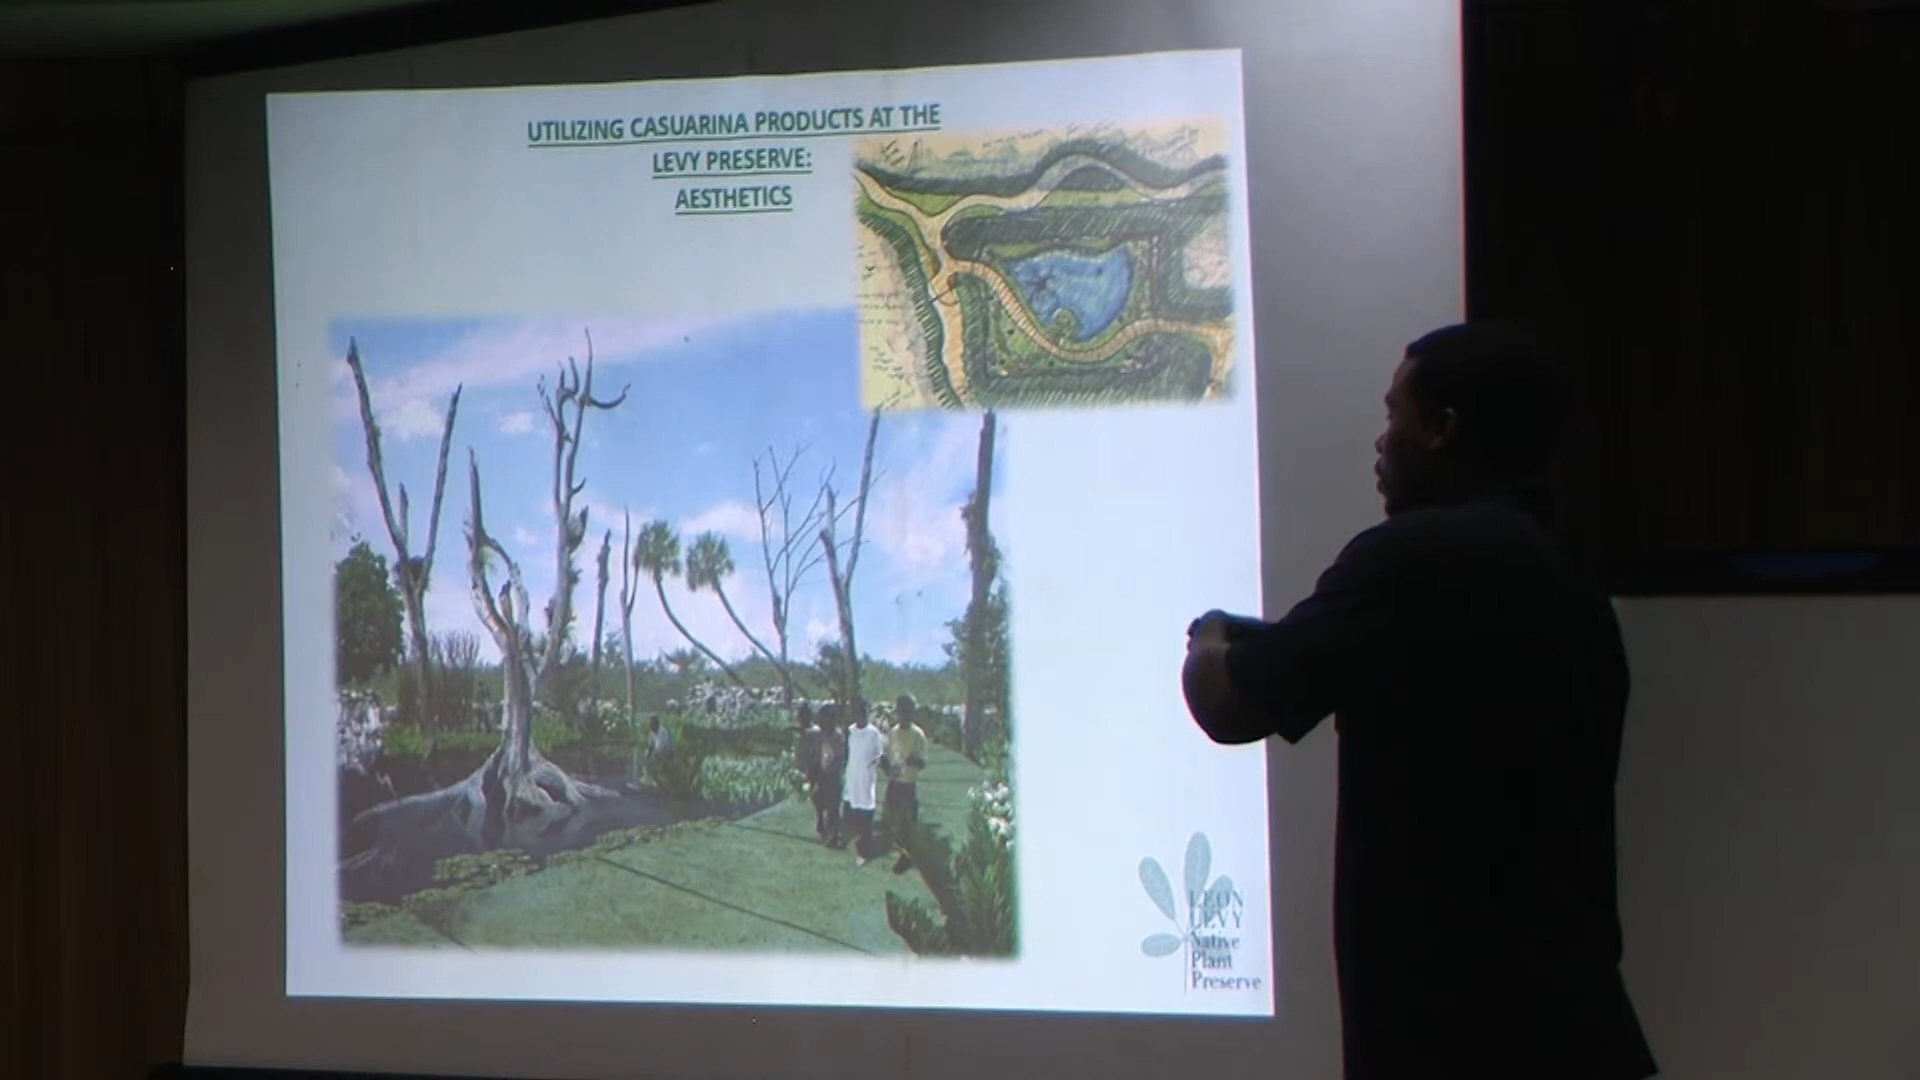 UTILIZING CASUARINA PRODUCTS AT THE
LEVY PRESERVE:
AESTHETICS
LEON
LEVY
Native
Plant
Preserve